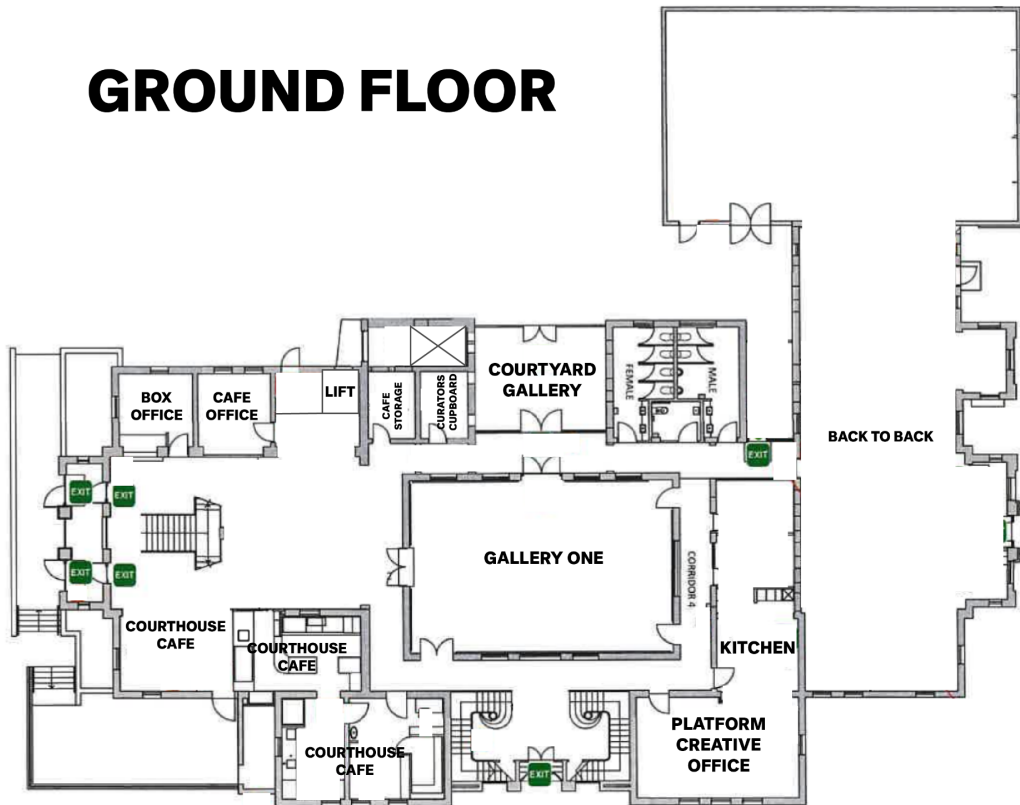 GROUND FLOOR
BOX
OFFICE
CAFE
OFFICE
LIFT
CAFE
STORAGE
CURATORS
CUPBOARD
COURTYARD
GALLERY
FEMALE
MALE
BACK TO BACK
EXIT
EXIT
EXIT
GALLERY ONE
CORRIDOR 4
EXIT
EXIT
COURTHOUSE
CAFE
COURTHOUSE
CAFE
KITCHEN
COURTHOUSE
CAFE
PLATFORM
CREATIVE
OFFICE
EXIT